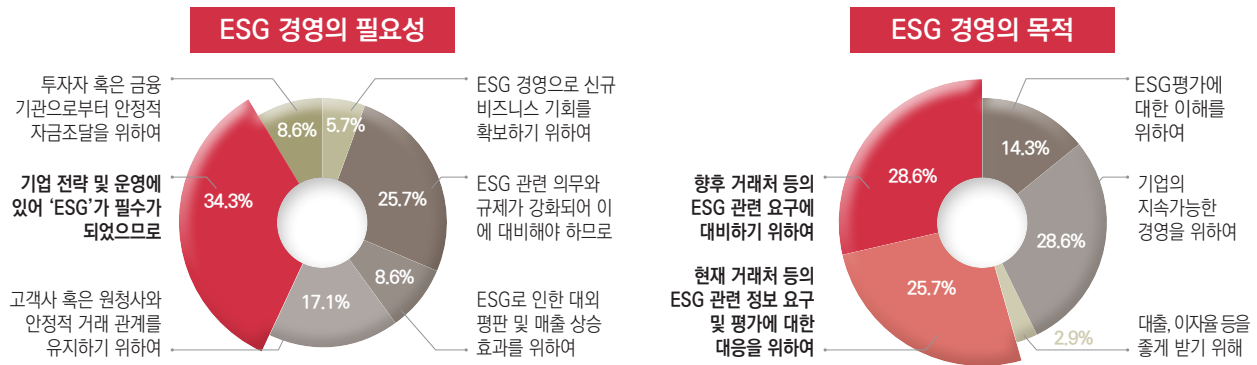 ESG 경영의 필요성
투자자 혹은 금융
기관으로부터 안정적
자금조달을 위하여
8.6%
5.7%
ESG 경영으로 신규
비즈니스 기회를
확보하기 위하여
기업 전략 및 운영에
있어 ‘ESG’가 필수가
되었으므로
34.3%
25.7%
ESG 관련 의무와
규제가 강화되어 이
에 대비해야 하므로
고객사 혹은 원청사와
안정적 거래 관계를
유지하기 위하여
17.1%
8.6%
ESG로 인한 대외
평판 및 매출 상승
효과를 위하여
ESG 경영의 목적
14.3%
ESG평가에
대한 이해를
위하여
향후 거래처 등의
ESG 관련 요구에
대비하기 위하여
28.6%
28.6%
기업의
지속가능한
경영을 위하여
현재 거래처 등의
ESG 관련 정보 요구
및 평가에 대한
대응을 위하여
25.7%
2.9%
대출, 이자율 등을
좋게 받기 위해